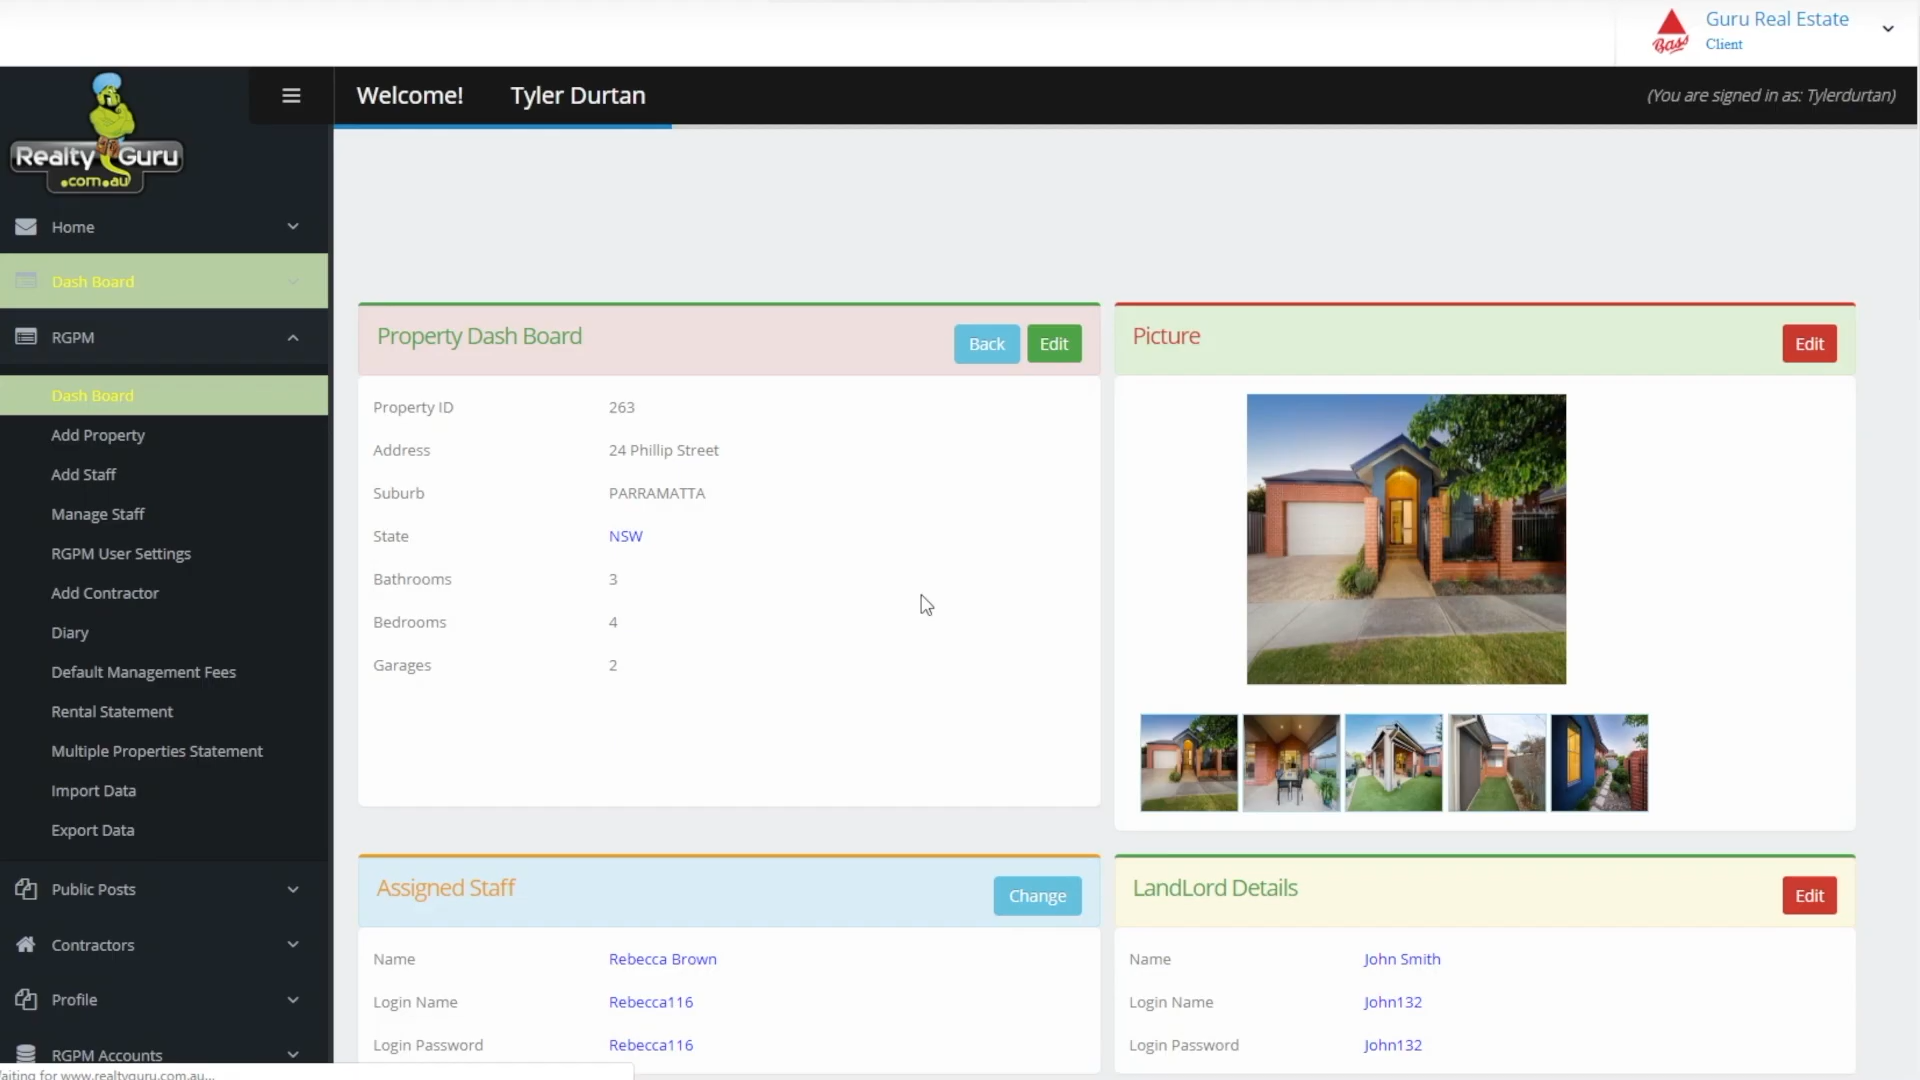 Guru Real Estate
Client
Bass
Welcome! Tyler Durtan
(You are signed in as: Tylerdurtan)
Realty Guru
.com.au
Home
Dash Board
RGPM
Dash Board
Add Property
Add Staff
Manage Staff
RGPM User Settings
Add Contractor
Diary
Default Management Fees
Rental Statement
Multiple Properties Statement
Import Data
Export Data
Public Posts
Contractors
Profile
RGPM Accounts
Property Dash Board Back Edit
Property ID 263
Address 24 Phillip Street
Suburb PARRAMATTA
State NSW
Bathrooms 3
Bedrooms 4
Garages 2
Picture Edit
Assigned Staff Change
Name Rebecca Brown
Login Name Rebecca116
Login Password Rebecca116
LandLord Details Edit
Name John Smith
Login Name John132
Login Password John132
aiting for www.realtyguru.com.au...